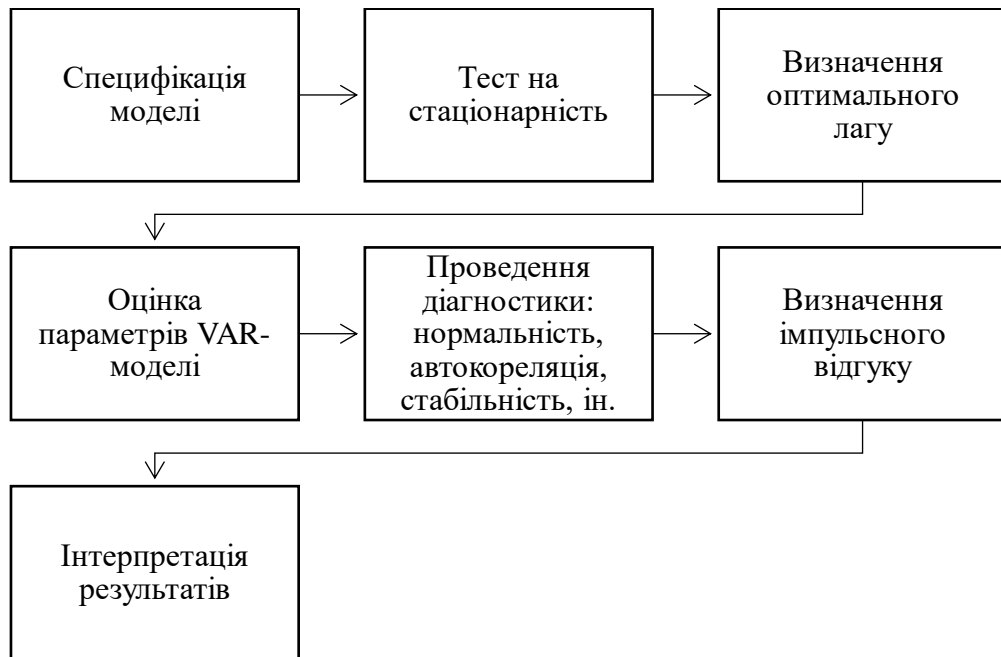 Специфікація
моделі
Тест на
стаціонарність
Визначення
оптимального
лагу
Оцінка
параметрів VAR-
моделі
Проведення
діагностики:
нормальність,
автокореляція,
стабільність, ін.
Визначення
імпульсного
відгуку
Інтерпретація
результатів